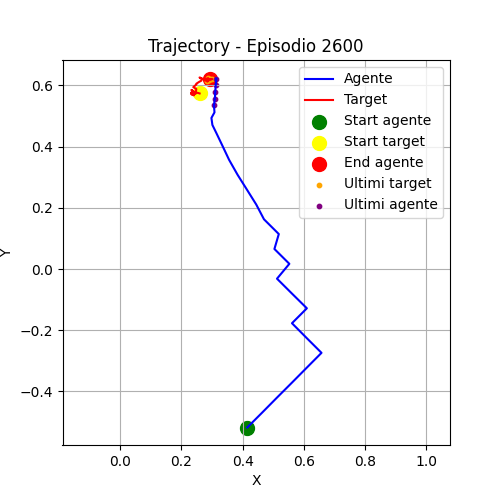 Trajectory - Episodio 2600
Agente
Target
Start agente
Start target
End agente
Ultimi target
Ultimi agente
0.6
0.4
0.2
0.0
−0.2
−0.4
Y
0.0 0.2 0.4 0.6 0.8 1.0
X